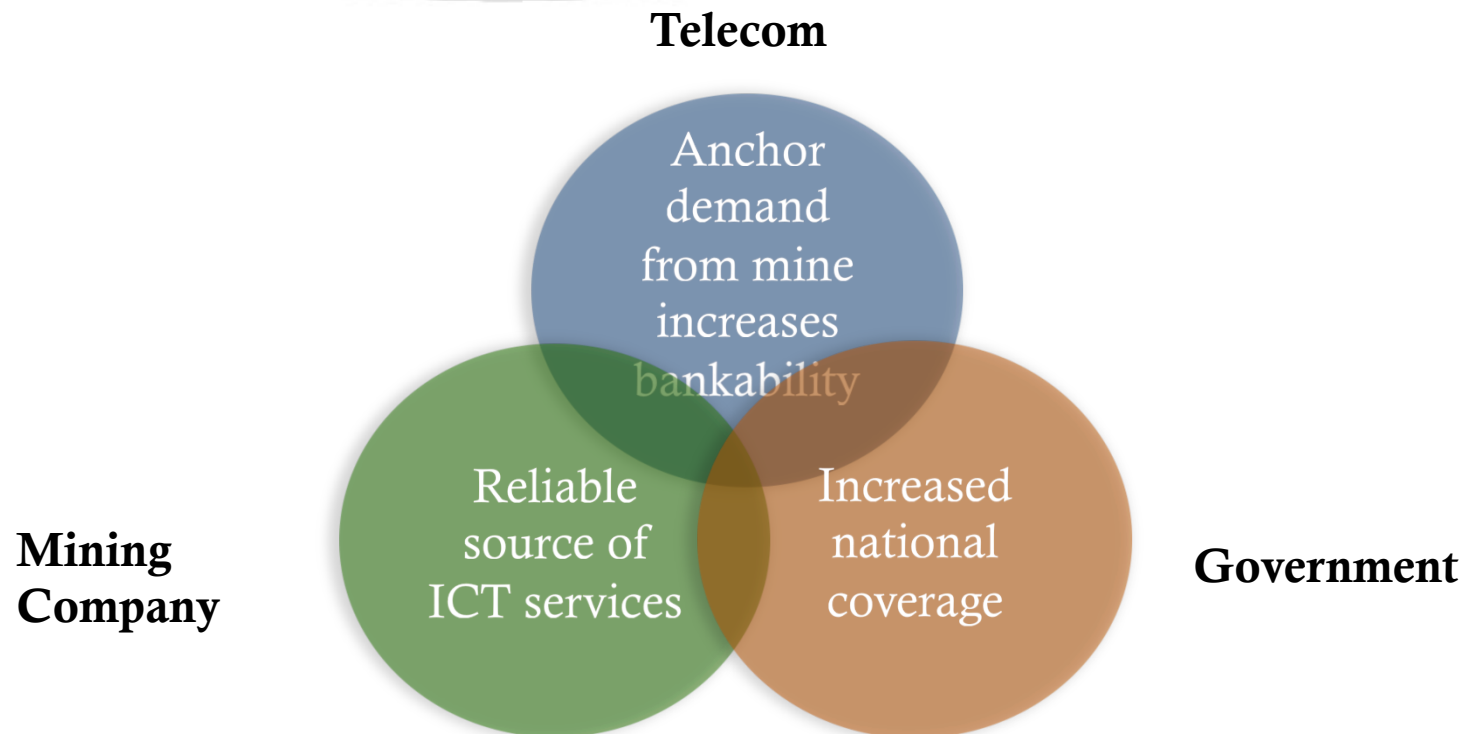 Telecom
Anchor
demand
from mine
increases
bankability
Reliable
source of
ICT services
Increased
national
coverage
Mining
Company
Government